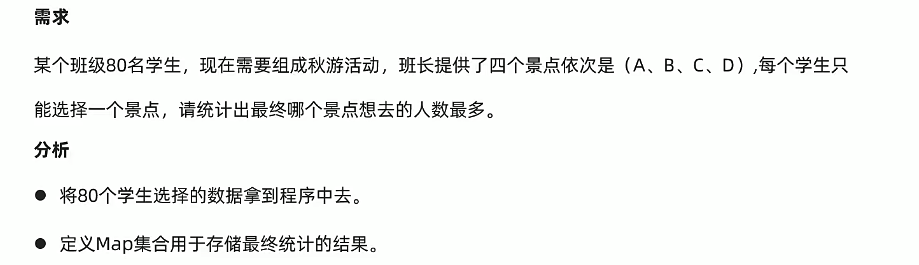 需求
某个班级80名学生，现在需要组成秋游活动，班长提供了四个景点依次是（A、B、C、D）,每个学生只
能选择一个景点，请统计出最终哪个景点想去的人数最多。
分析
● 将80个学生选择的数据拿到程序中去。
● 定义Map集合用于存储最终统计的结果。